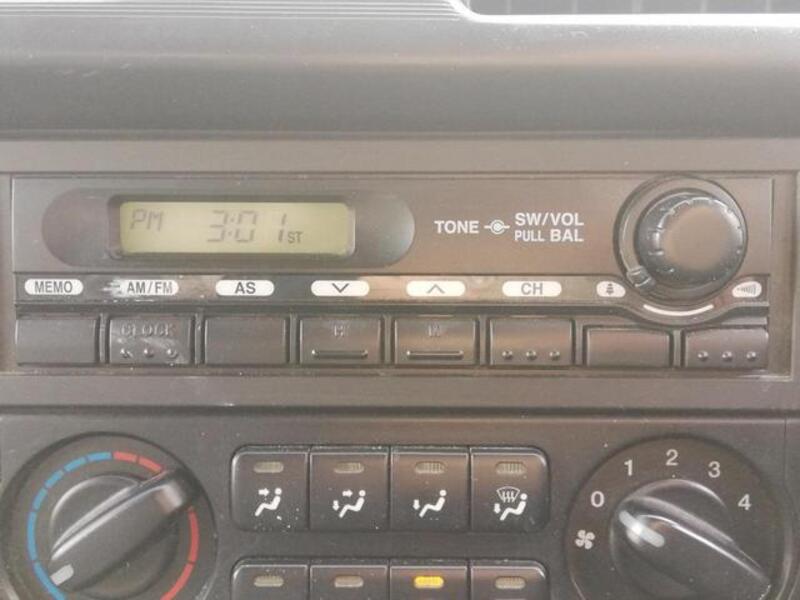 PM 3:01 ST
TONE SW/VOL
PULL BAL
MEMO AM/FM AS CH
CLOCK H M
0 1 2 3 4